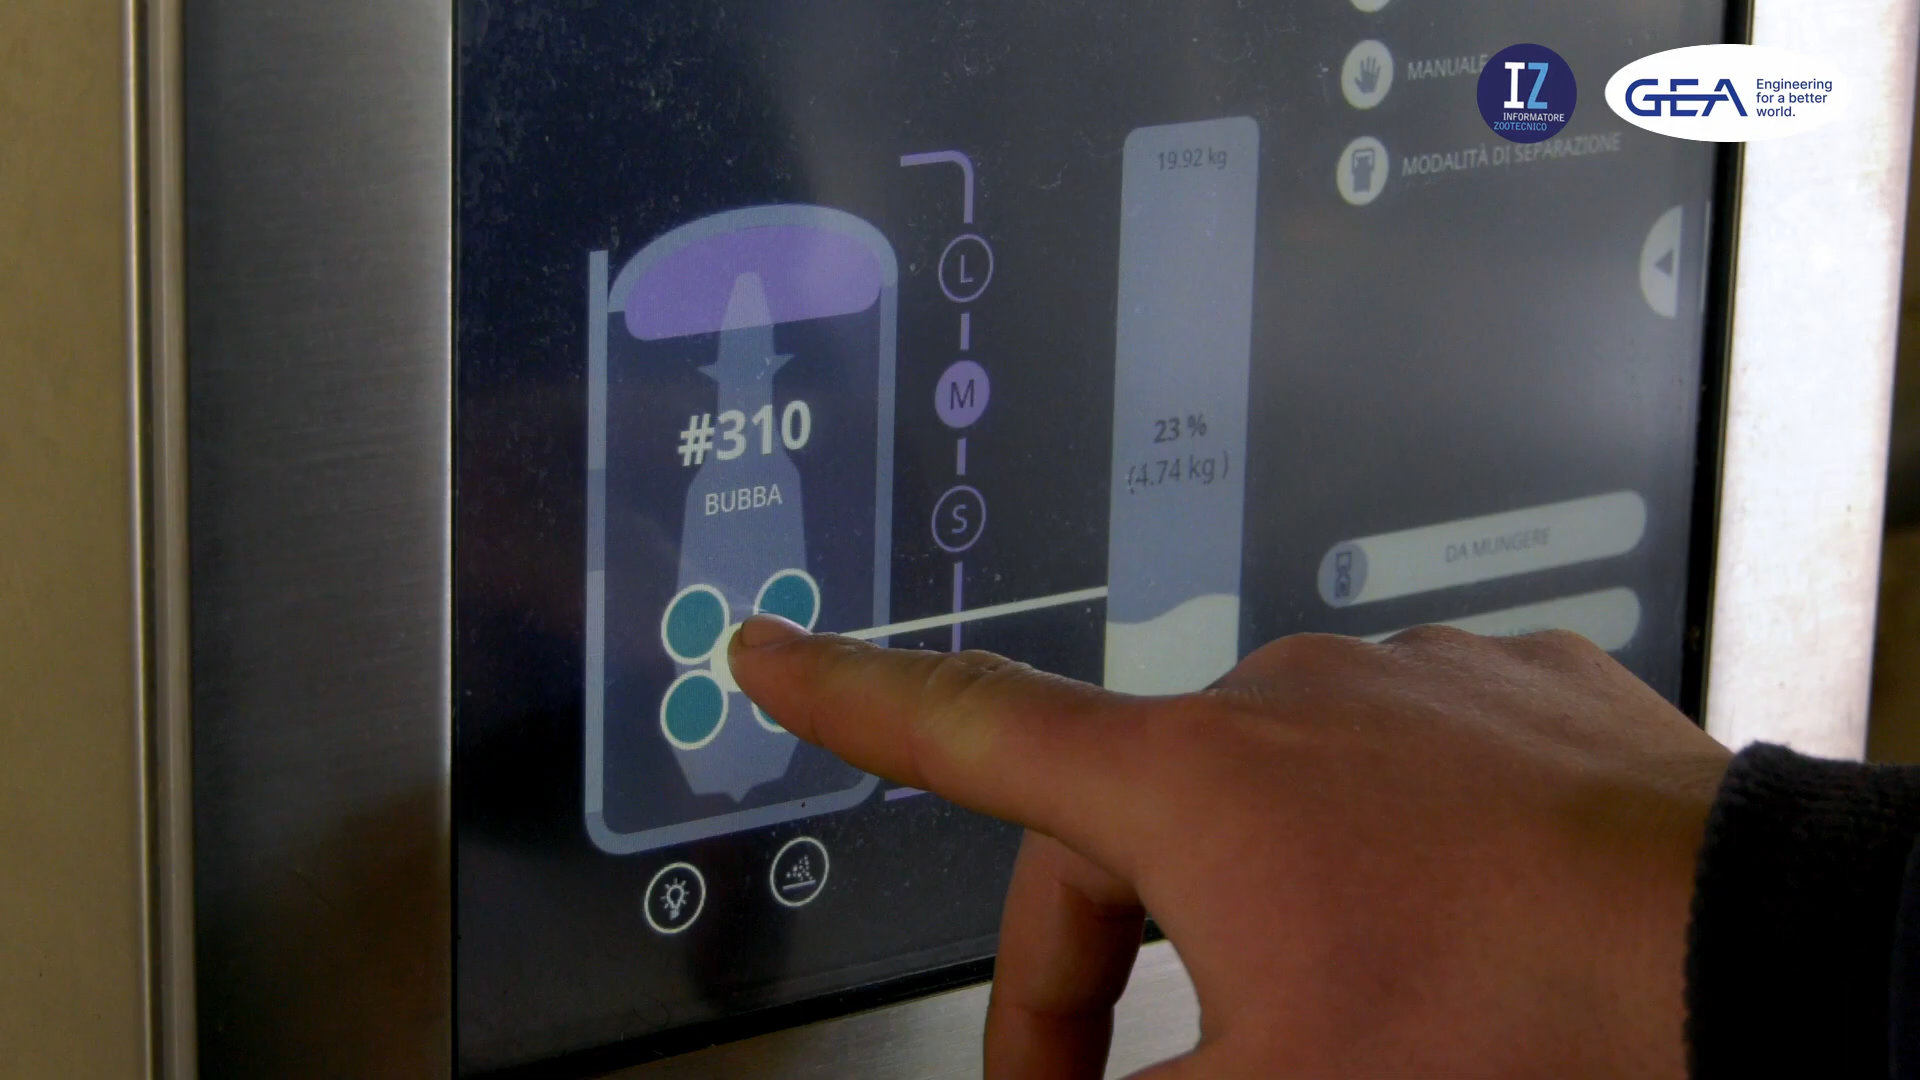 MANUALE
IZ
INFORMATORE
ZOOTECNICO
GEA
Engineering
for a better
world.
MODALITÀ DI SEPARAZIONE
19.92 kg
L
M
S
#310
BUBBA
23 %
(4.74 kg )
DA MUNGERE